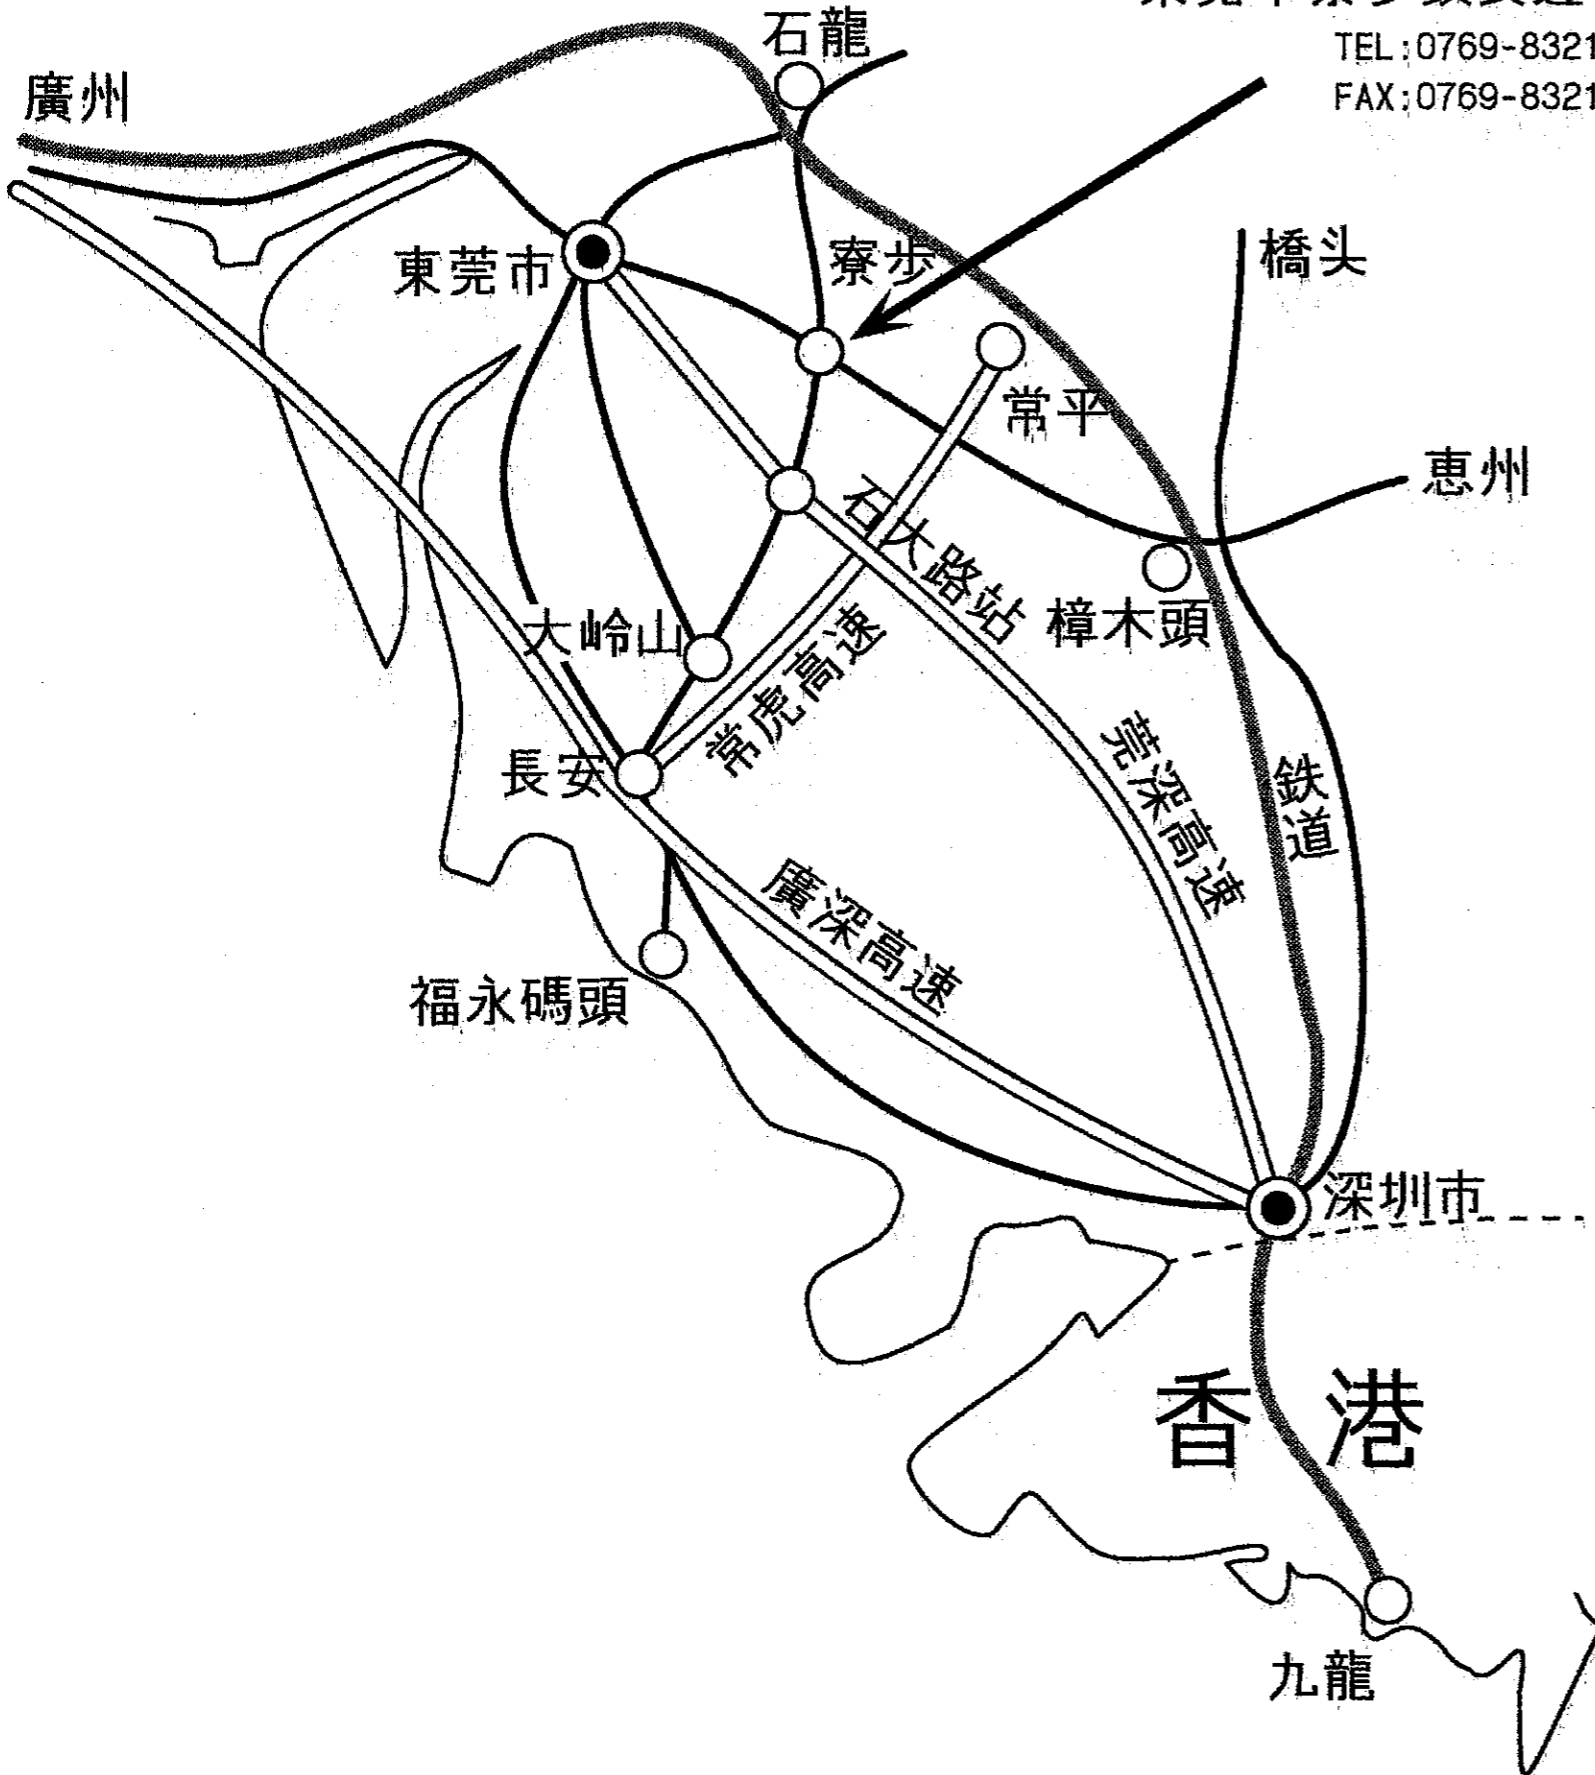 TEL:0769-8321
FAX:0769-8321
石龍
廣州
東莞市
寮歩
橋头
常平
恵州
石大路站
樟木頭
大岭山
常虎高速
長安
莞深高速
鉄道
廣深高速
福永碼頭
深圳市
香港
九龍